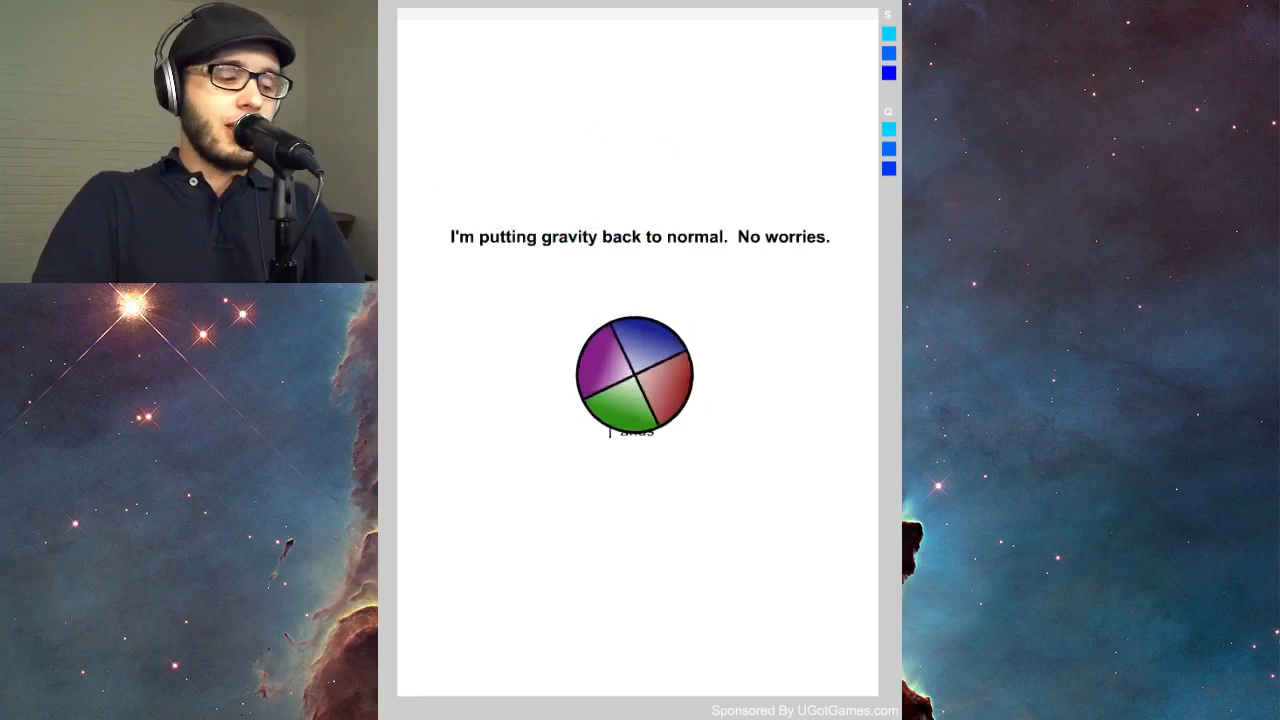 S
Q
I'm putting gravity back to normal.  No worries.
Sponsored By UGotGames.com